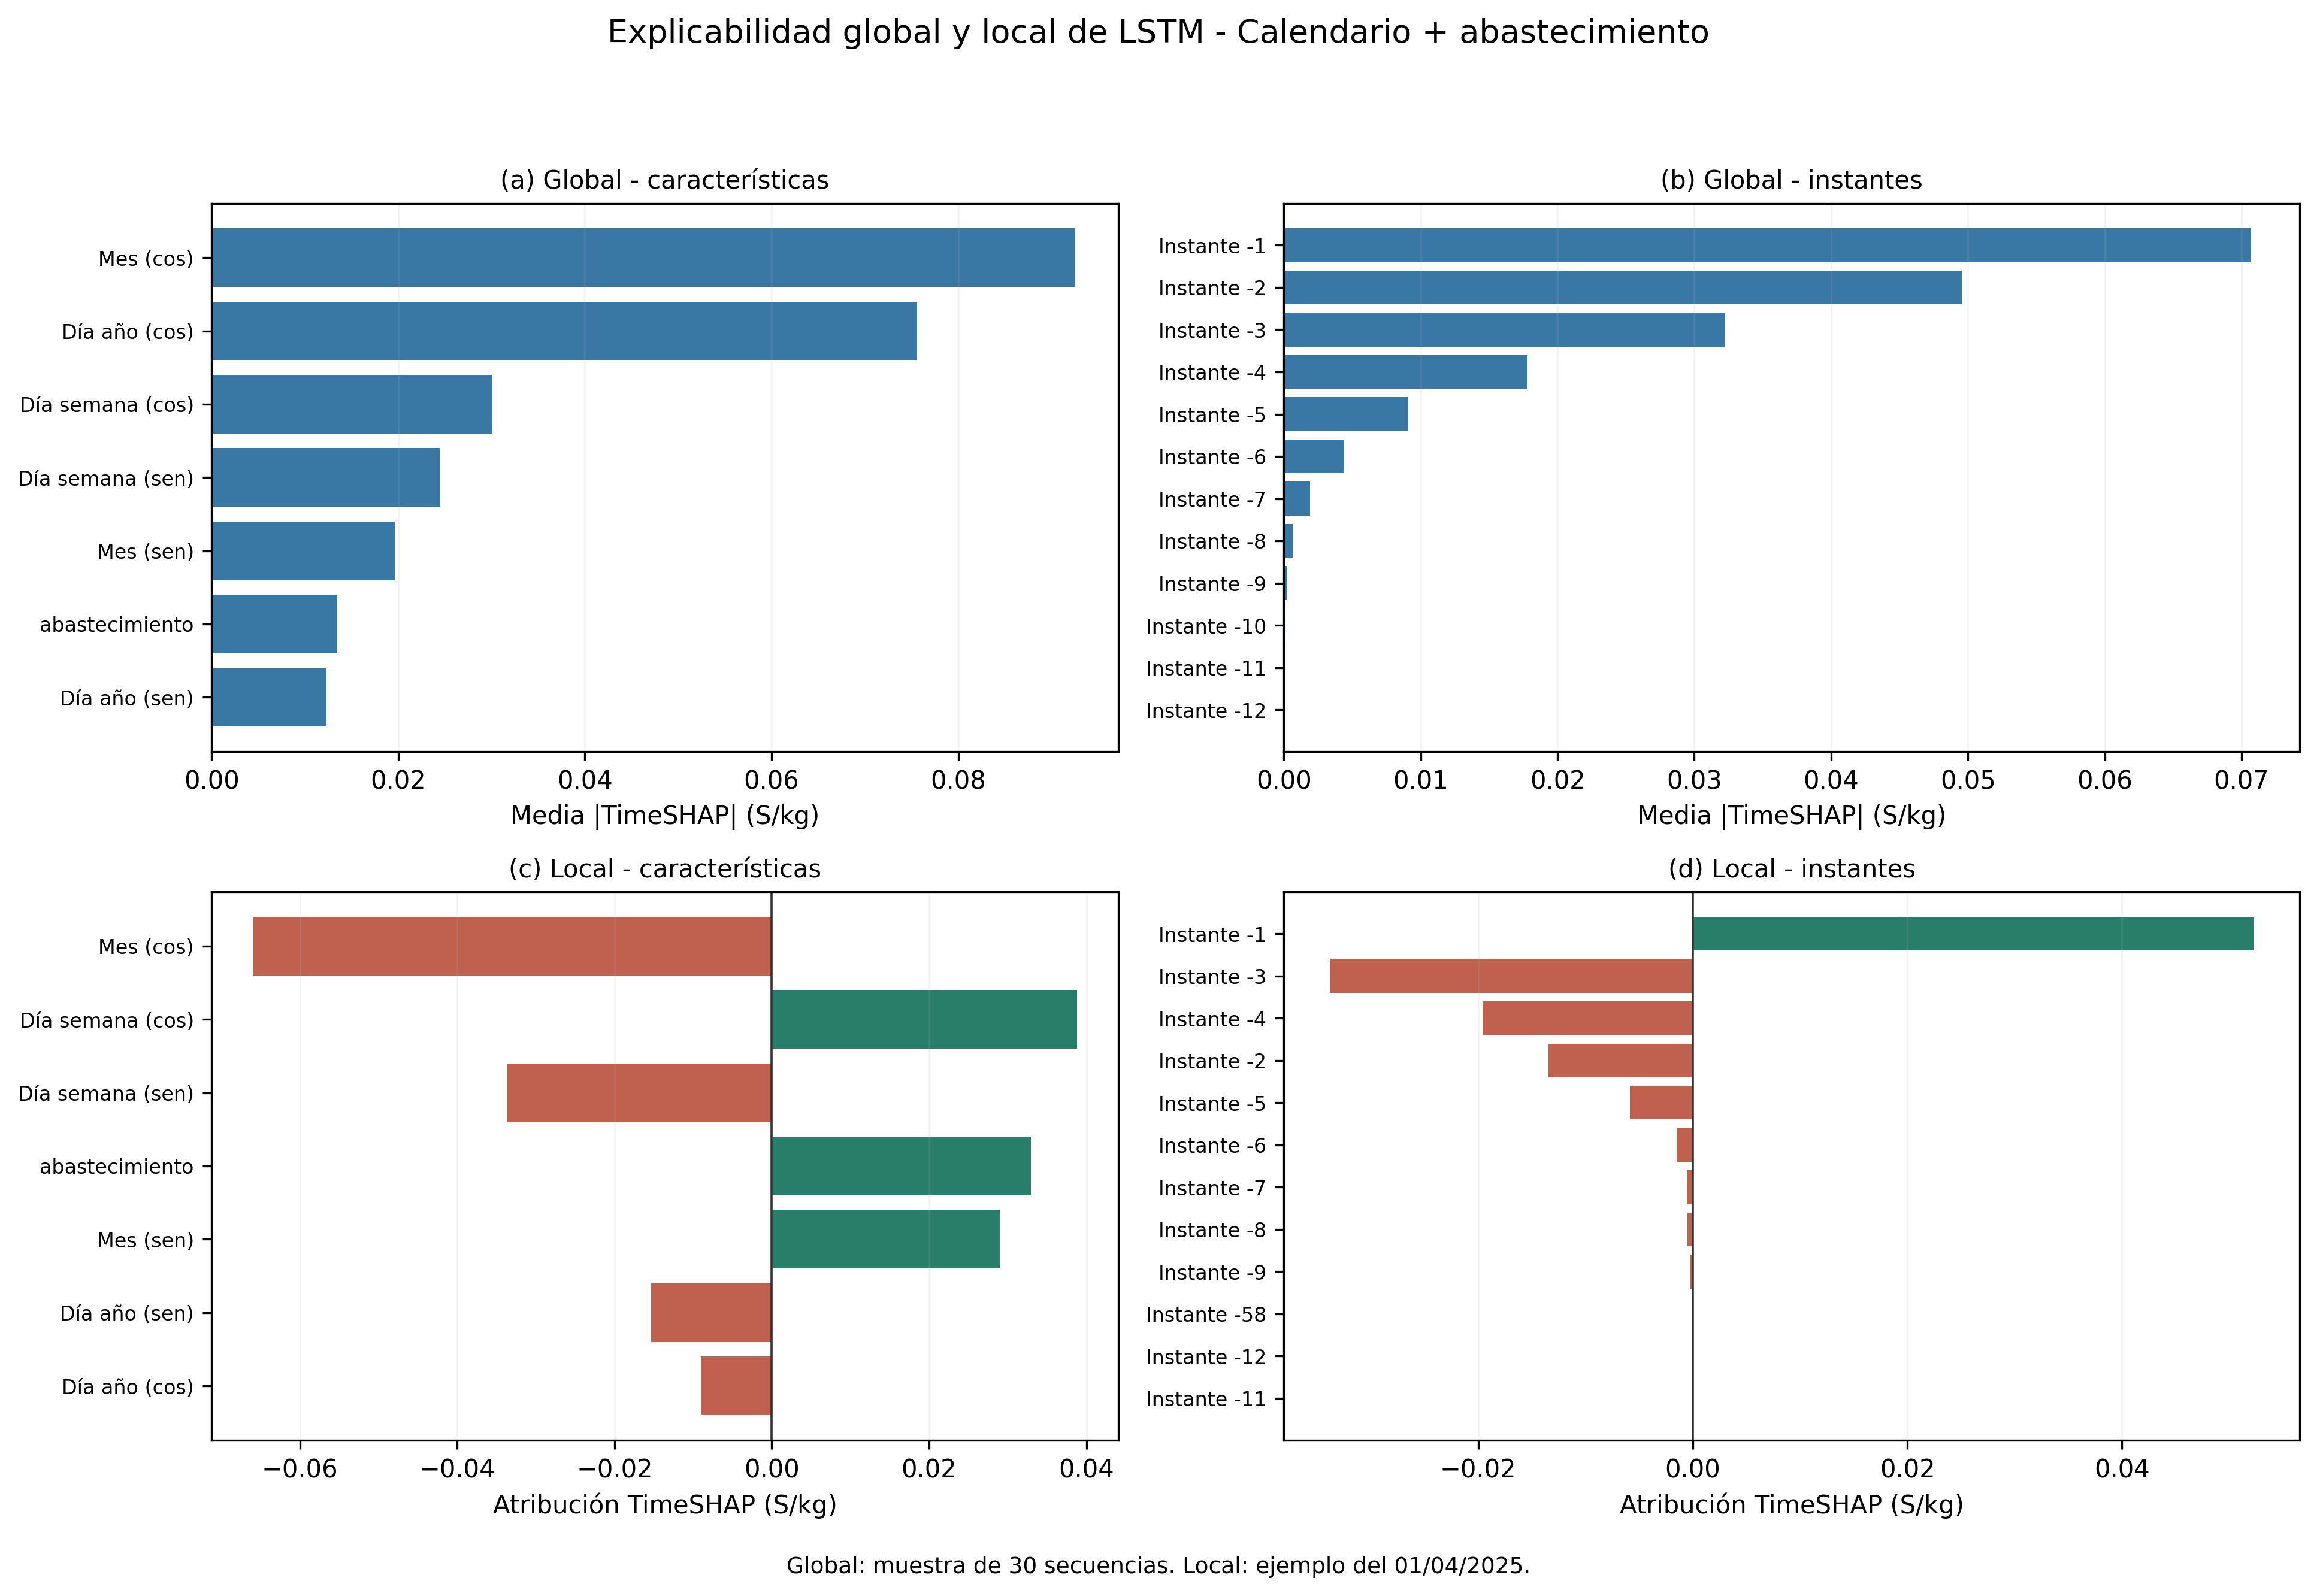 Explicabilidad global y local de LSTM - Calendario + abastecimiento
(a) Global - características
Mes (cos)
Día año (cos)
Día semana (cos)
Día semana (sen)
Mes (sen)
abastecimiento
Día año (sen)
0.00 0.02 0.04 0.06 0.08
Media |TimeSHAP| (S/kg)
(b) Global - instantes
Instante -1
Instante -2
Instante -3
Instante -4
Instante -5
Instante -6
Instante -7
Instante -8
Instante -9
Instante -10
Instante -11
Instante -12
0.00 0.01 0.02 0.03 0.04 0.05 0.06 0.07
Media |TimeSHAP| (S/kg)
(c) Local - características
Mes (cos)
Día semana (cos)
Día semana (sen)
abastecimiento
Mes (sen)
Día año (sen)
Día año (cos)
−0.06 −0.04 −0.02 0.00 0.02 0.04
Atribución TimeSHAP (S/kg)
(d) Local - instantes
Instante -1
Instante -3
Instante -4
Instante -2
Instante -5
Instante -6
Instante -7
Instante -8
Instante -9
Instante -58
Instante -12
Instante -11
−0.02 0.00 0.02 0.04
Atribución TimeSHAP (S/kg)
Global: muestra de 30 secuencias. Local: ejemplo del 01/04/2025.